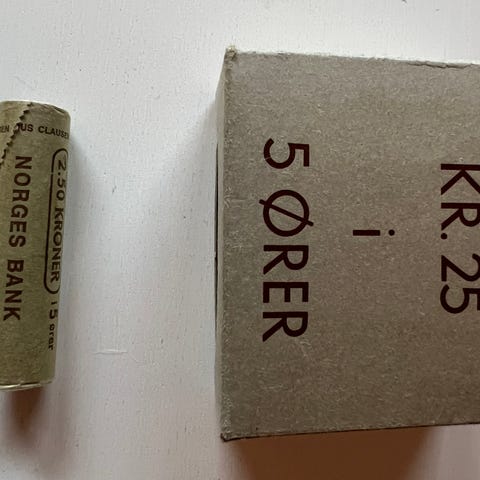 2.50 KRONER i 5 ører
NORGES BANK
KR. 25
i
5 ØRER